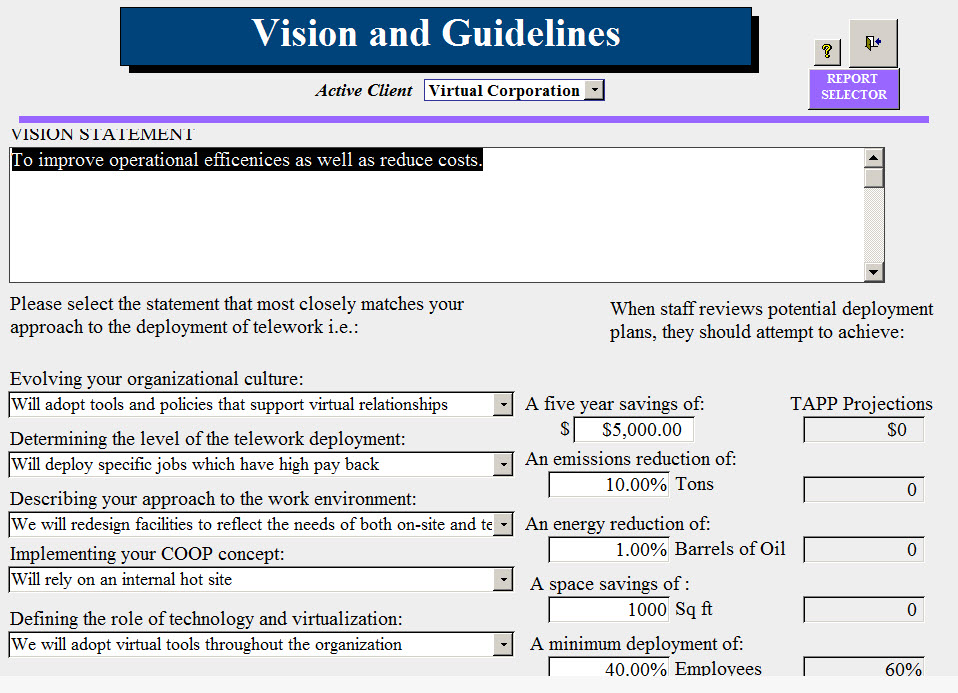 Vision and Guidelines
?
Active Client Virtual Corporation
REPORT
SELECTOR
VISION STATEMENT
To improve operational efficenices as well as reduce costs.
Please select the statement that most closely matches your
approach to the deployment of telework i.e.:
When staff reviews potential deployment
plans, they should attempt to achieve:
Evolving your organizational culture:
Will adopt tools and policies that support virtual relationships
Determining the level of the telework deployment:
Will deploy specific jobs which have high pay back
Describing your approach to the work environment:
We will redesign facilities to reflect the needs of both on-site and te
Implementing your COOP concept:
Will rely on an internal hot site
Defining the role of technology and virtualization:
We will adopt virtual tools throughout the organization
A five year savings of: TAPP Projections
$ $5,000.00 $0
An emissions reduction of:
10.00% Tons 0
An energy reduction of:
1.00% Barrels of Oil 0
A space savings of :
1000 Sq ft 0
A minimum deployment of:
40.00% Employees 60%